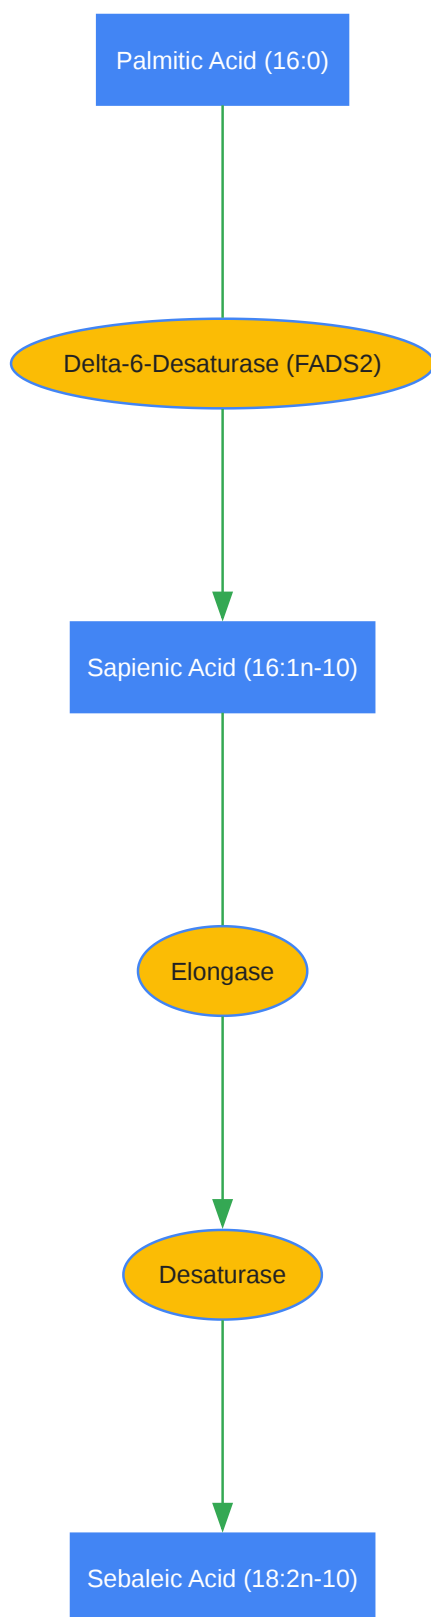 Palmitic Acid (16:0)
Delta-6-Desaturase (FADS2)
Sapienic Acid (16:1n-10)
Elongase
Desaturase
Sebaleic Acid (18:2n-10)